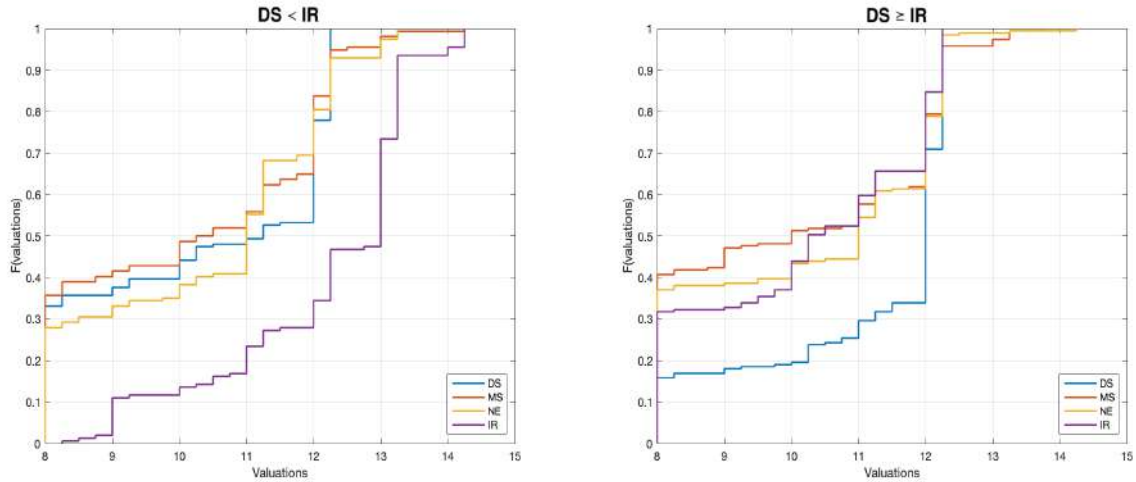 DS < IR
1
0.9
0.8
0.7
0.6
0.5
0.4
0.3
0.2
0.1
0
F(valuations)
8 9 10 11 12 13 14 15
Valuations
DS
MS
NE
IR
DS ≥ IR
1
0.9
0.8
0.7
0.6
0.5
0.4
0.3
0.2
0.1
0
F(valuations)
8 9 10 11 12 13 14 15
Valuations
DS
MS
NE
IR